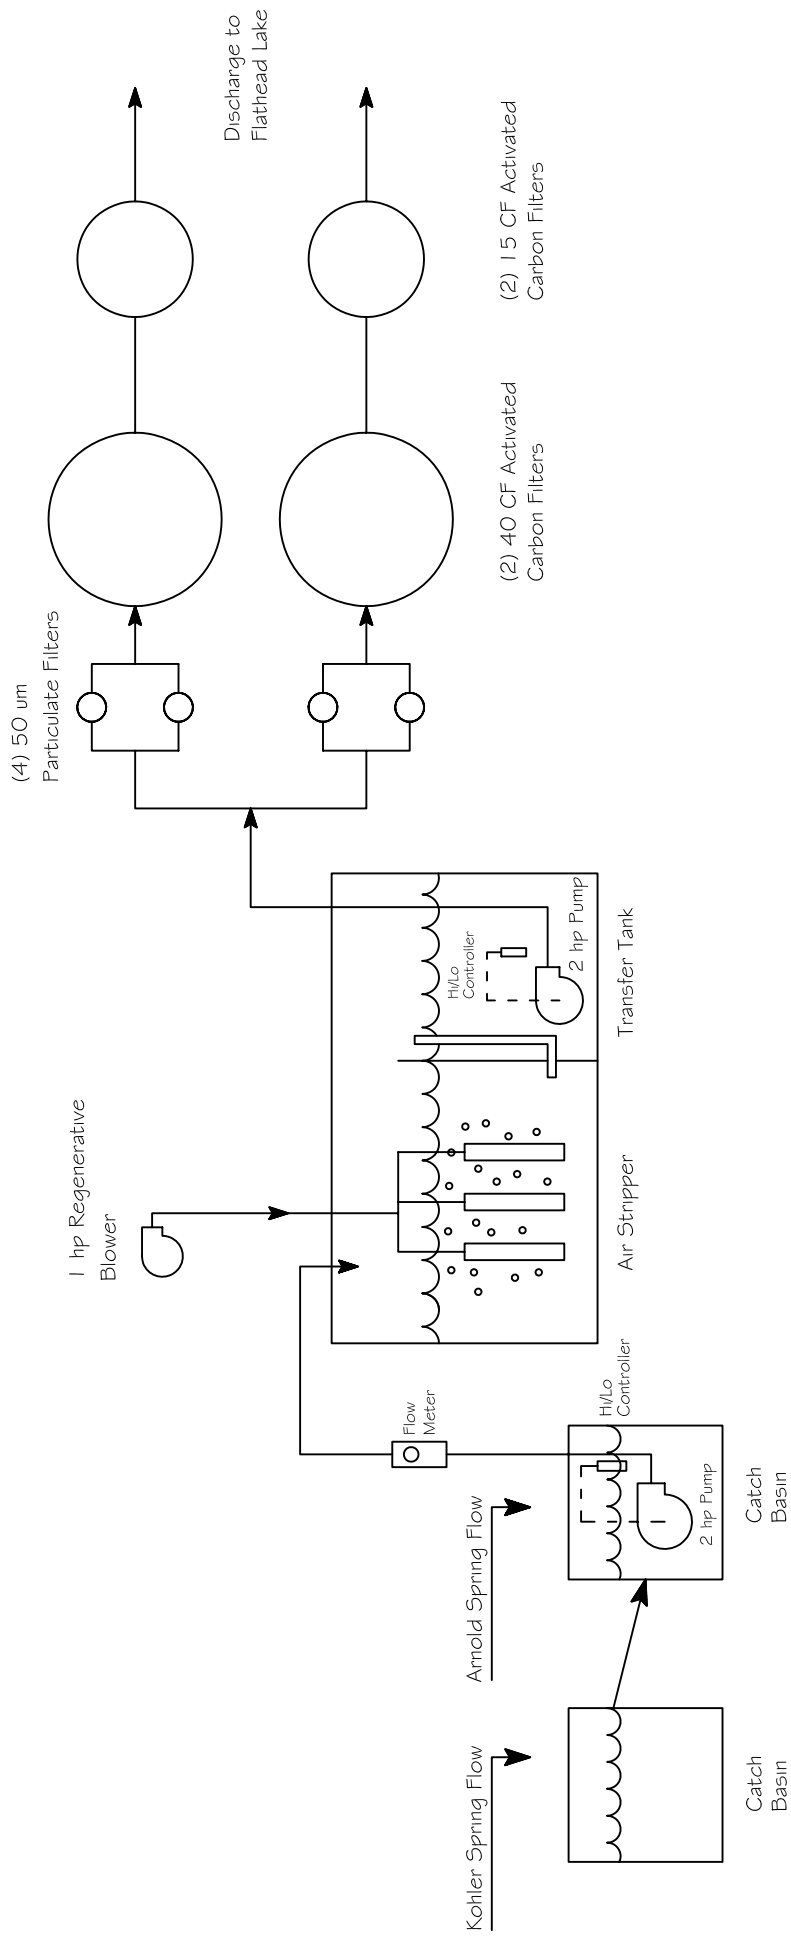 Kohler Spring Flow
Catch
Basin
Arnold Spring Flow
Catch
Basin
2 hp Pump
Hi/Lo
Controller
Flow
Meter
1 hp Regenerative
Blower
Air Stripper
Transfer Tank
Hi/Lo
Controller
2 hp Pump
(4) 50 um
Particulate Filters
(2) 40 CF Activated
Carbon Filters
(2) 15 CF Activated
Carbon Filters
Discharge to
Flathead Lake